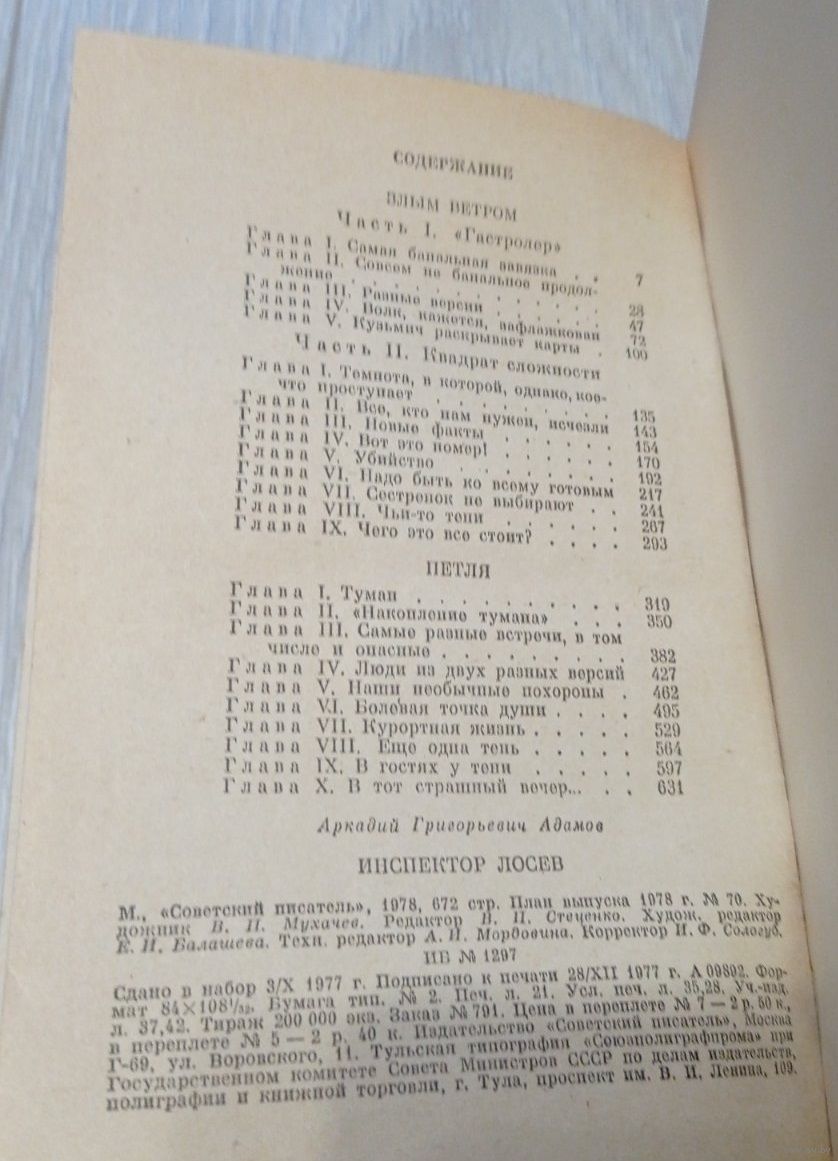 СОДЕРЖАНИЕ
ЗЛЫМ ВЕТРОМ
Часть I. «Гастролер»
Глава I. Самая банальная завязка . . 7
Глава II. Совсем не банальное продол-
жение . . . . . . . . . . 28
Глава III. Разные версии . . . . . . 47
Глава IV. Волк, кажется, зафлажкован 72
Глава V. Кузьмич раскрывает карты . 100
Часть II. Квадрат сложности
Глава I. Темнота, в которой, однако, кое-
что проступает . . . . . . . . 135
Глава II. Все, кто нам нужен, исчезли 143
Глава III. Новые факты . . . . . . 154
Глава IV. Вот это номер! . . . . . . 170
Глава V. Убийство . . . . . . . 192
Глава VI. Надо быть ко всему готовым 217
Глава VII. Сестренок не выбирают . . 241
Глава VIII. Чьи-то тени . . . . . . 267
Глава IX. Чего это все стоит? . . . . 293
ПЕТЛЯ
Глава I. Туман . . . . . . . . . . 319
Глава II. «Накопление тумана» . . . 350
Глава III. Самые разные встречи, в том
числе и опасные . . . . . . . . . 382
Глава IV. Люди из двух разных версий 427
Глава V. Наши необычные похороны . 462
Глава VI. Болевая точка души . . . . 495
Глава VII. Курортная жизнь . . . . . 529
Глава VIII. Еще одна тень . . . . . 564
Глава IX. В гостях у тени . . . . . 597
Глава X. В тот страшный вечер... . . 631
Аркадий Григорьевич Адамов
ИНСПЕКТОР ЛОСЕВ
М., «Советский писатель», 1978, 672 стр. План выпуска 1978 г. № 70. Ху-
дожник В. П. Мухачев. Редактор В. П. Стеценко. Худож. редактор
Е. И. Балашева. Техн. редактор А. И. Мордовина. Корректор И. Ф. Сологуб.
ИБ № 1297
Сдано в набор 3/X 1977 г. Подписано к печати 28/XII 1977 г. А 09892. Фор-
мат 84×108¹/₃₂. Бумага тип. № 2. Печ. л. 21. Усл. печ. л. 35,28. Уч.-изд.
л. 37,42. Тираж 200 000 экз. Заказ № 791. Цена в переплете № 7 — 2 р. 50 к.,
в переплете № 5 — 2 р. 40 к. Издательство «Советский писатель», Москва
Г-69, ул. Воровского, 11. Тульская типография «Союзполиграфпрома» при
Государственном комитете Совета Министров СССР по делам издательств,
полиграфии и книжной торговли, г. Тула, проспект им. В. И. Ленина, 109.